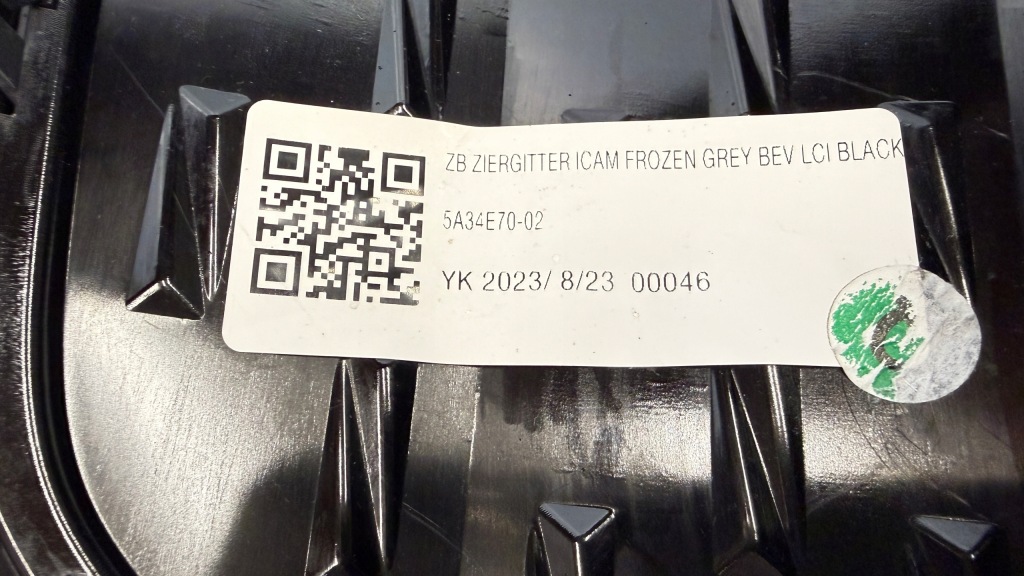 ZB ZIERGITTER ICAM FROZEN GREY BEV LCI BLACK
5A34E70-02
YK 2023/ 8/23 00046